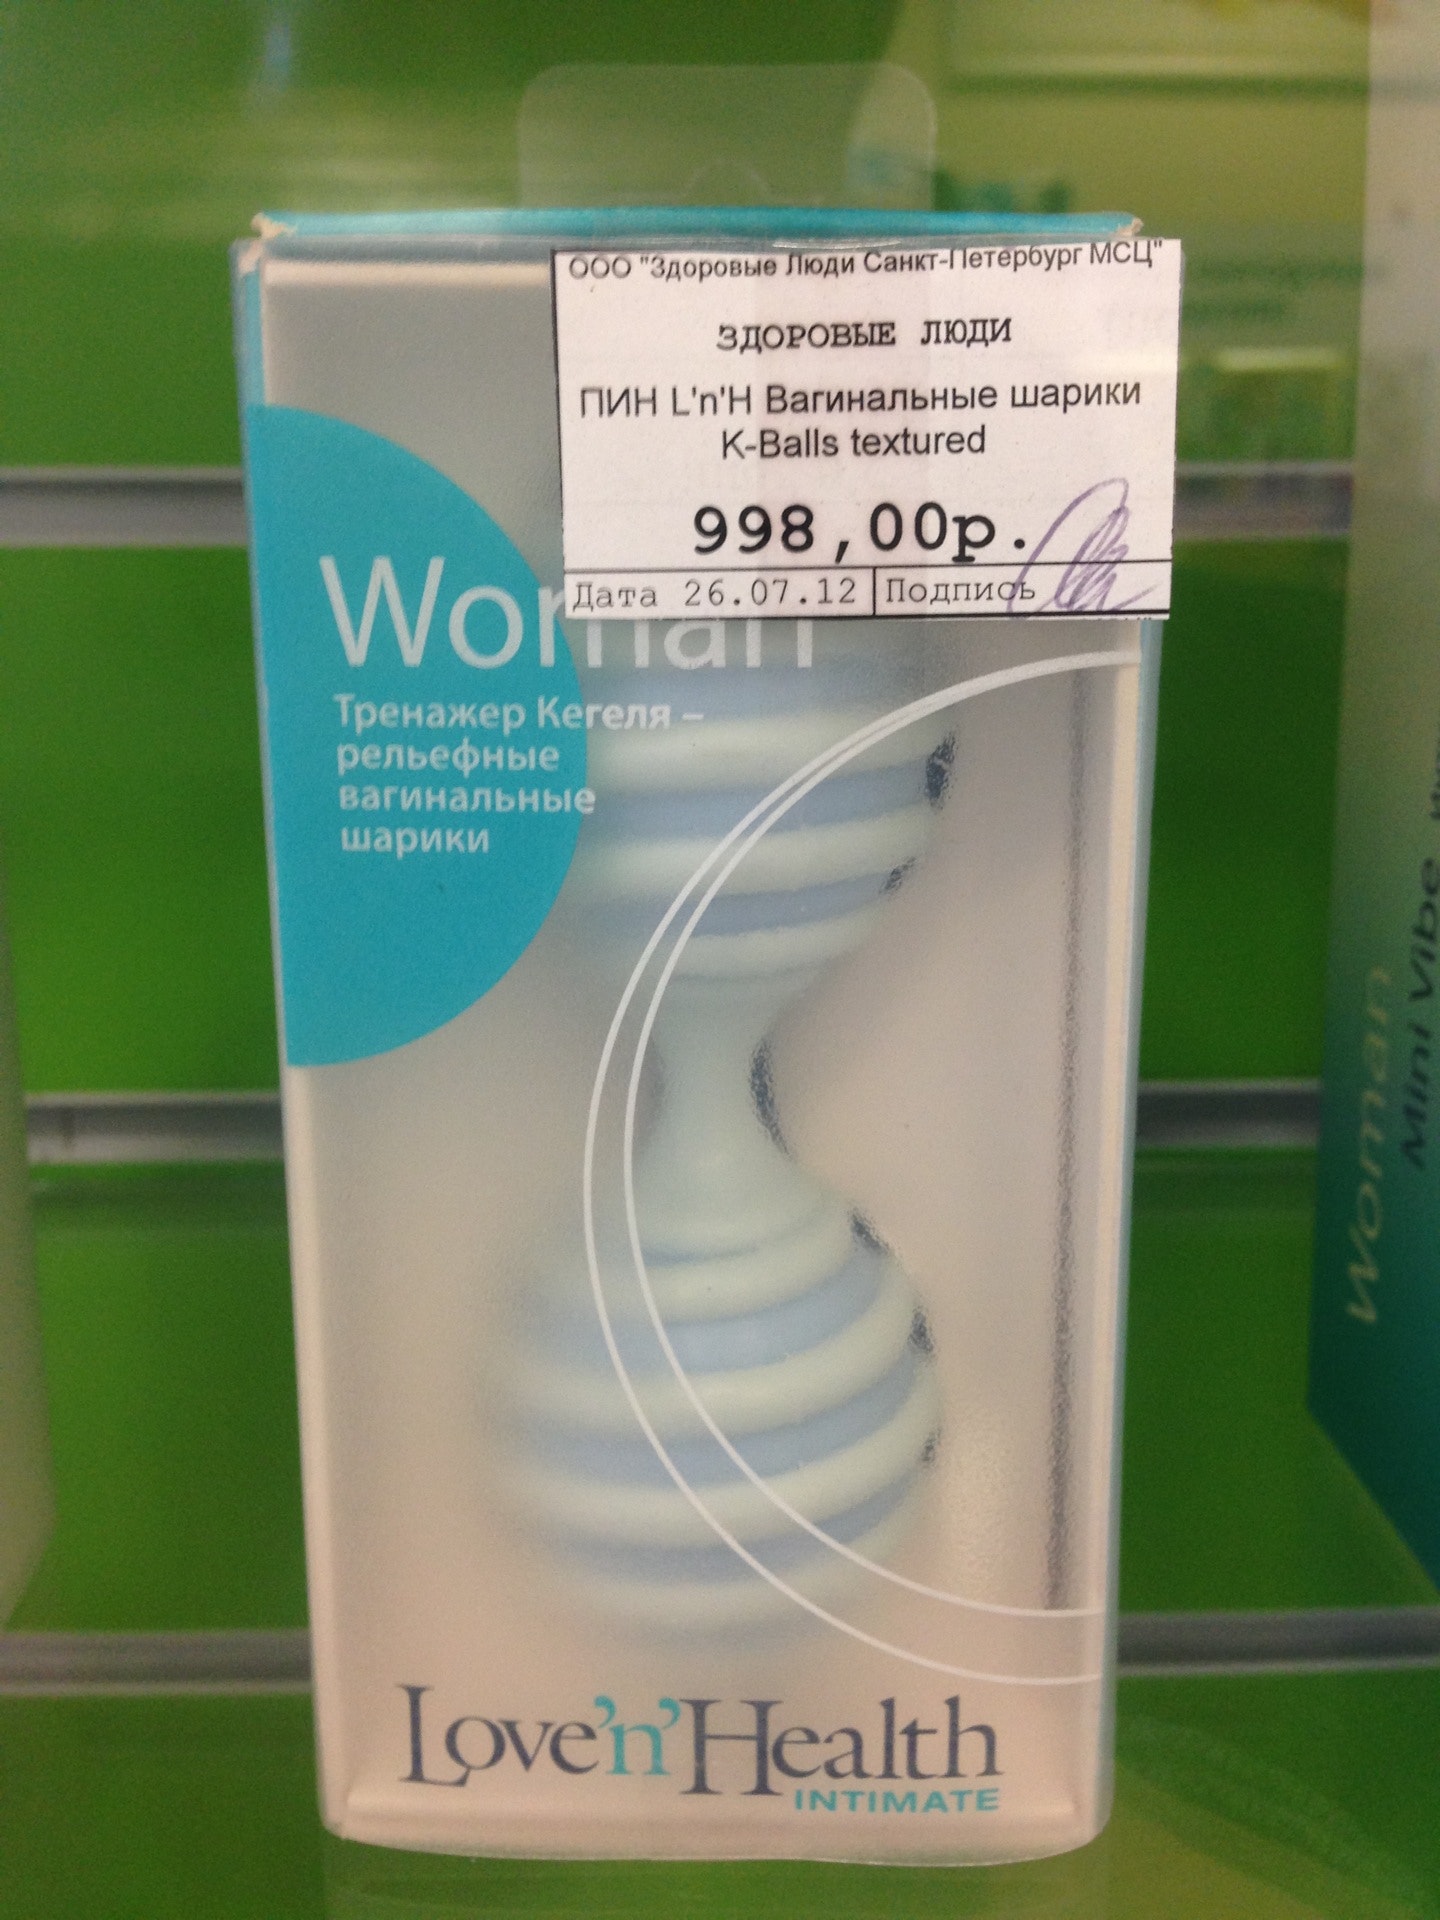 ООО "Здоровые Люди Санкт-Петербург МСЦ"
ЗДОРОВЫЕ ЛЮДИ
ПИН L'n'H Вагинальные шарики
K-Balls textured
998,00р.
Дата 26.07.12 Подпись
Woman
Тренажер Кегеля –
рельефные
вагинальные
шарики
Love'n'Health
INTIMATE
woman
Mini Vibe